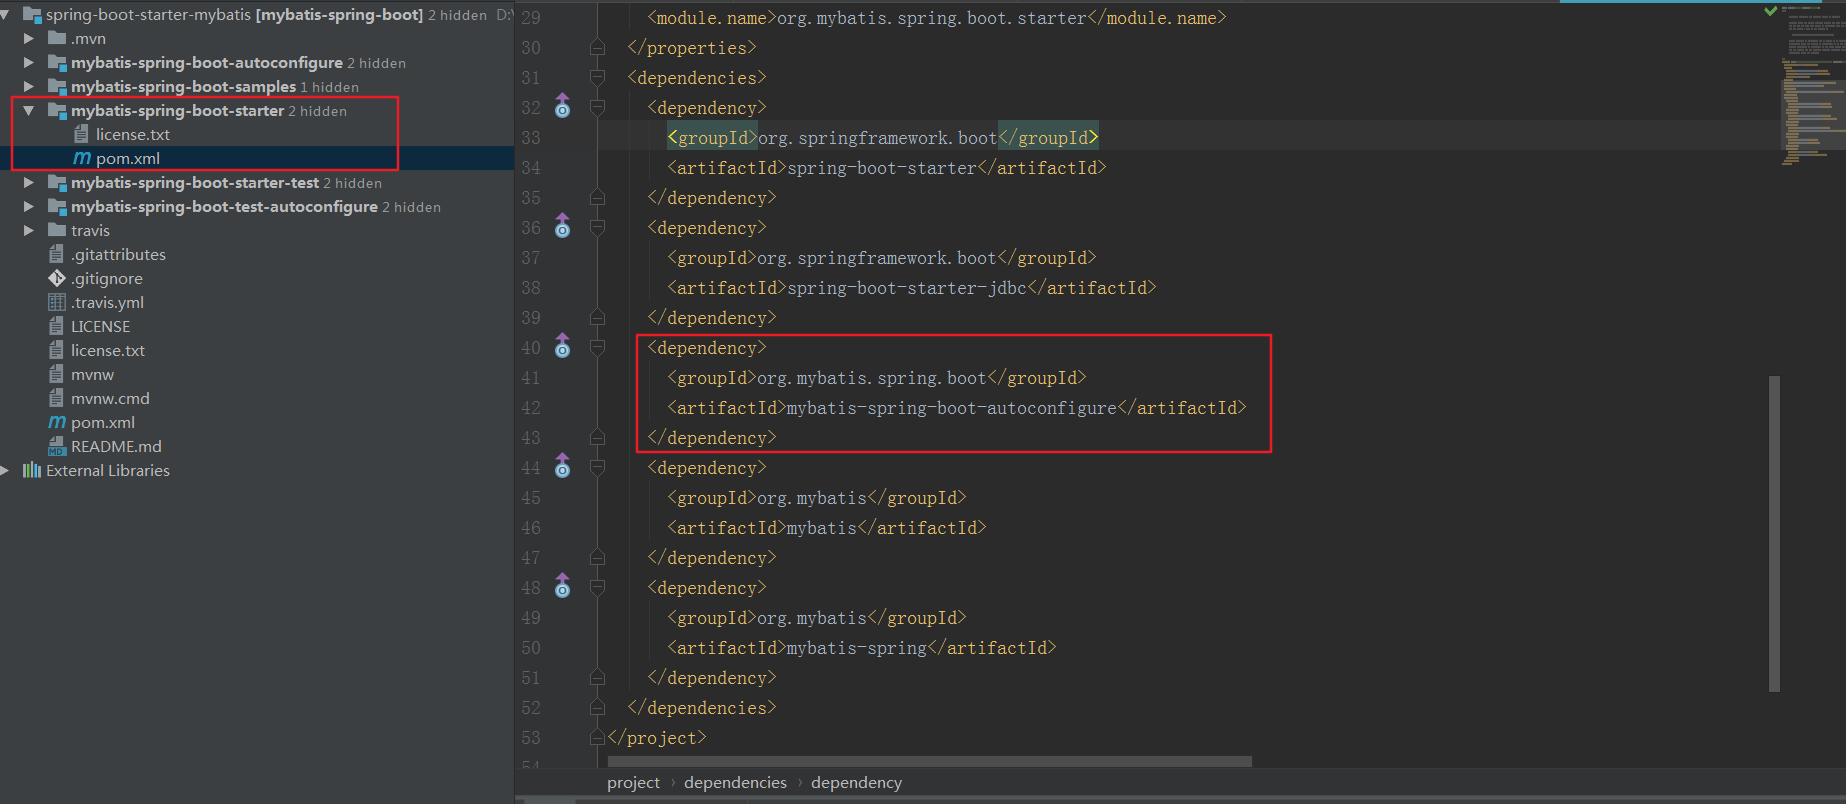 spring-boot-starter-mybatis [mybatis-spring-boot] 2 hidden
.mvn
mybatis-spring-boot-autoconfigure 2 hidden
mybatis-spring-boot-samples 1 hidden
mybatis-spring-boot-starter 2 hidden
license.txt
pom.xml
mybatis-spring-boot-starter-test 2 hidden
mybatis-spring-boot-test-autoconfigure 2 hidden
travis
.gitattributes
.gitignore
.travis.yml
LICENSE
license.txt
mvnw
mvnw.cmd
pom.xml
README.md
External Libraries
29 <module.name>org.mybatis.spring.boot.starter</module.name>
30 </properties>
31 <dependencies>
32 <dependency>
33 <groupId>org.springframework.boot</groupId>
34 <artifactId>spring-boot-starter</artifactId>
35 </dependency>
36 <dependency>
37 <groupId>org.springframework.boot</groupId>
38 <artifactId>spring-boot-starter-jdbc</artifactId>
39 </dependency>
40 <dependency>
41 <groupId>org.mybatis.spring.boot</groupId>
42 <artifactId>mybatis-spring-boot-autoconfigure</artifactId>
43 </dependency>
44 <dependency>
45 <groupId>org.mybatis</groupId>
46 <artifactId>mybatis</artifactId>
47 </dependency>
48 <dependency>
49 <groupId>org.mybatis</groupId>
50 <artifactId>mybatis-spring</artifactId>
51 </dependency>
52 </dependencies>
53 </project>
54
project › dependencies › dependency